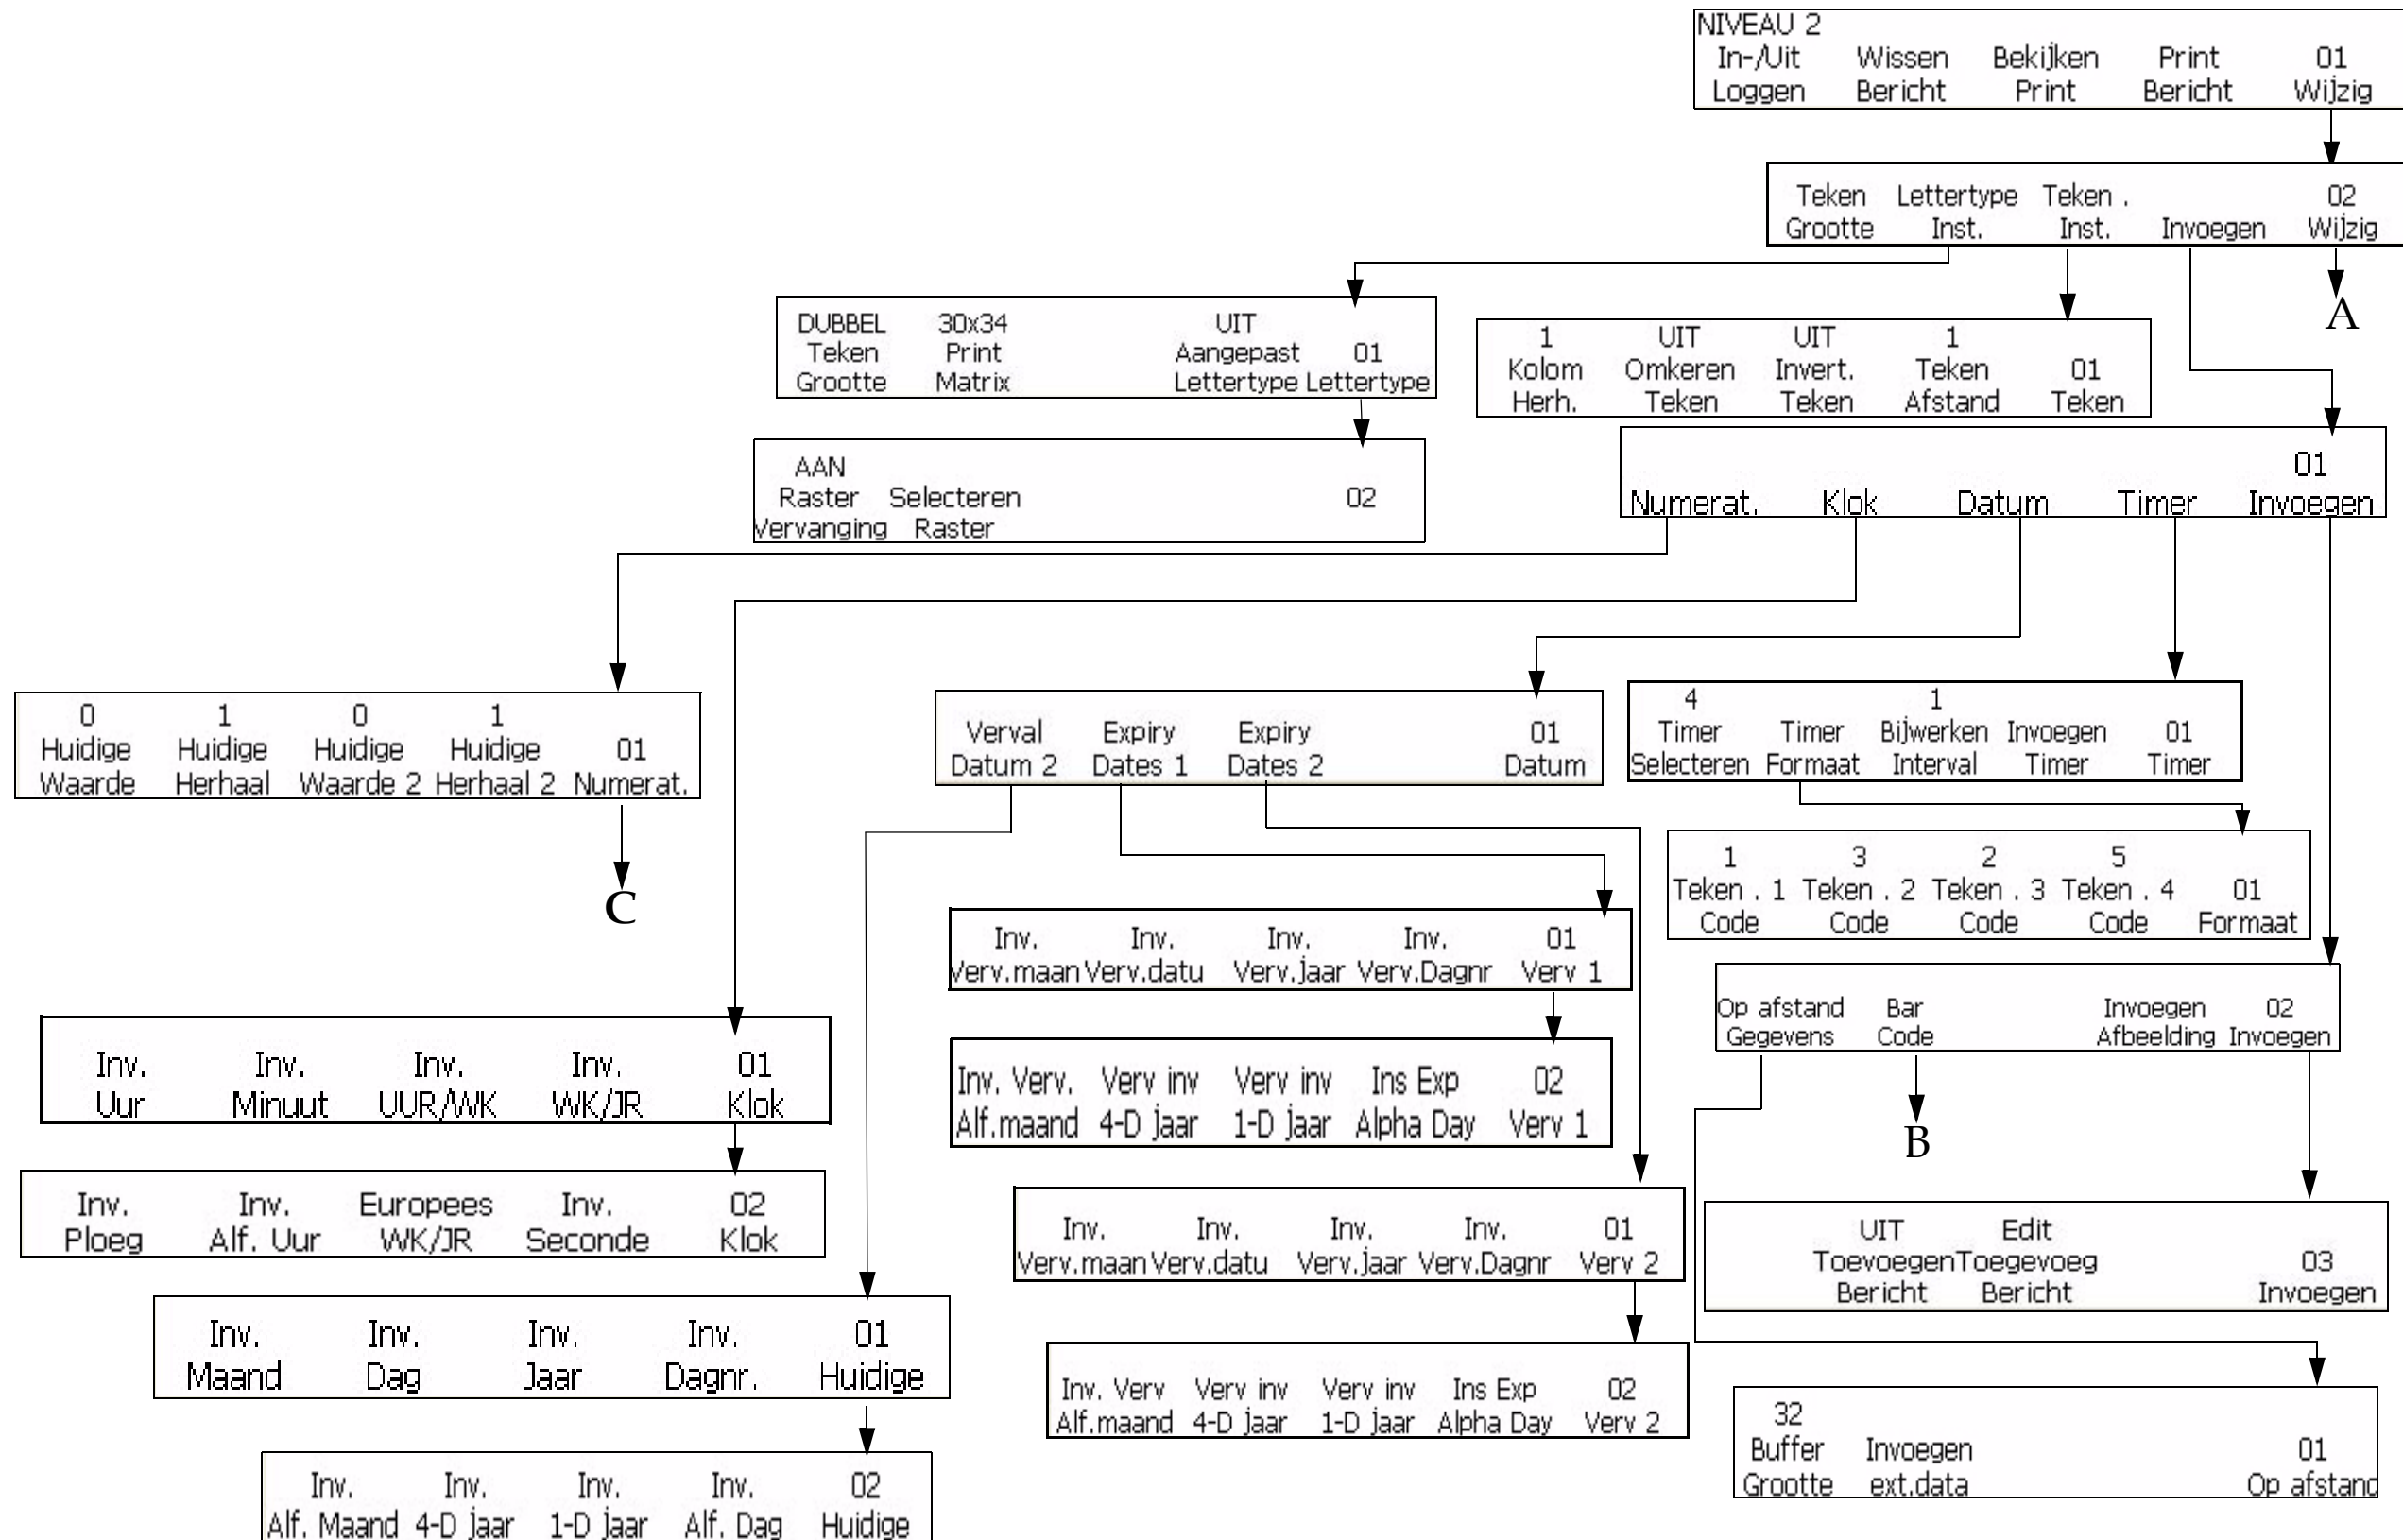 NIVEAU 2
In-/Uit Wissen Bekijken Print 01
Loggen Bericht Print Bericht Wijzig
Teken Lettertype Teken . 02
Grootte Inst. Inst. Invoegen Wijzig
A
DUBBEL 30x34 UIT
Teken Print Aangepast 01
Grootte Matrix Lettertype Lettertype
1 UIT UIT 1
Kolom Omkeren Invert. Teken 01
Herh. Teken Teken Afstand Teken
AAN
Raster Selecteren 02
Vervanging Raster
01
Numerat. Klok Datum Timer Invoegen
0 1 0 1
Huidige Huidige Huidige Huidige 01
Waarde Herhaal Waarde 2 Herhaal 2 Numerat.
C
Verval Expiry Expiry 01
Datum 2 Dates 1 Dates 2 Datum
4 1
Timer Timer Bijwerken Invoegen 01
Selecteren Formaat Interval Timer Timer
1 3 2 5
Teken . 1 Teken . 2 Teken . 3 Teken . 4 01
Code Code Code Code Formaat
Inv. Inv. Inv. Inv. 01
Verv.maan Verv.datu Verv.jaar Verv.Dagnr Verv 1
Op afstand Bar Invoegen 02
Gegevens Code Afbeelding Invoegen
B
Inv. Inv. Inv. Inv. 01
Uur Minuut UUR/WK WK/JR Klok
Inv. Verv. Verv inv Verv inv Ins Exp 02
Alf.maand 4-D jaar 1-D jaar Alpha Day Verv 1
Inv. Inv. Europees Inv. 02
Ploeg Alf. Uur WK/JR Seconde Klok
Inv. Inv. Inv. Inv. 01
Verv.maan Verv.datu Verv.jaar Verv.Dagnr Verv 2
UIT Edit
Toevoegen Toegevoeg 03
Bericht Bericht Invoegen
Inv. Inv. Inv. Inv. 01
Maand Dag Jaar Dagnr. Huidige
Inv. Verv Verv inv Verv inv Ins Exp 02
Alf.maand 4-D jaar 1-D jaar Alpha Day Verv 2
32
Buffer Invoegen 01
Grootte ext.data Op afstand
Inv. Inv. Inv. Inv. 02
Alf. Maand 4-D jaar 1-D jaar Alf. Dag Huidige